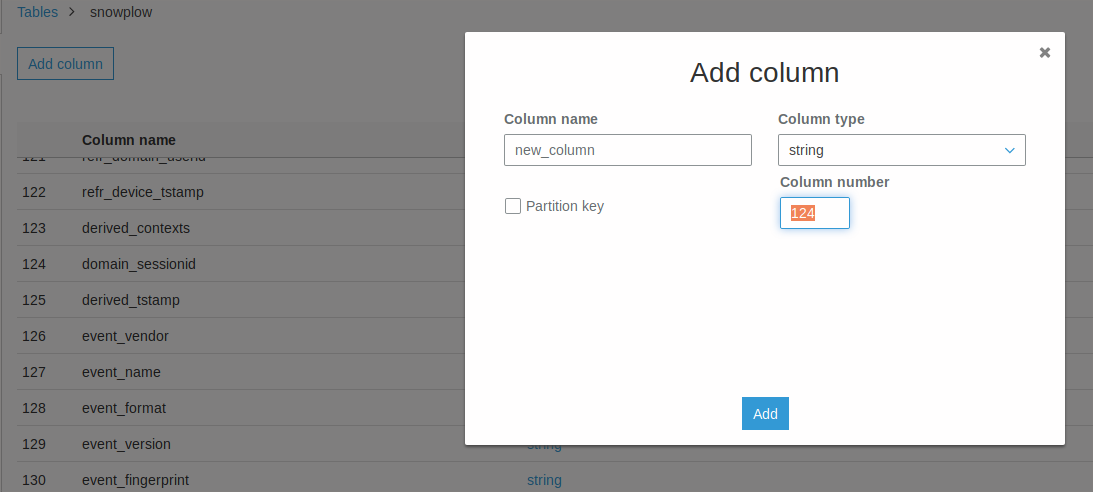 Tables > snowplow
Add column
Column name
121 refr_domain_userid
122 refr_device_tstamp
123 derived_contexts
124 domain_sessionid
125 derived_tstamp
126 event_vendor
127 event_name
128 event_format
129 event_version string
130 event_fingerprint string
Add column
Column name Column type
new_column string
Column number
Partition key 124
Add